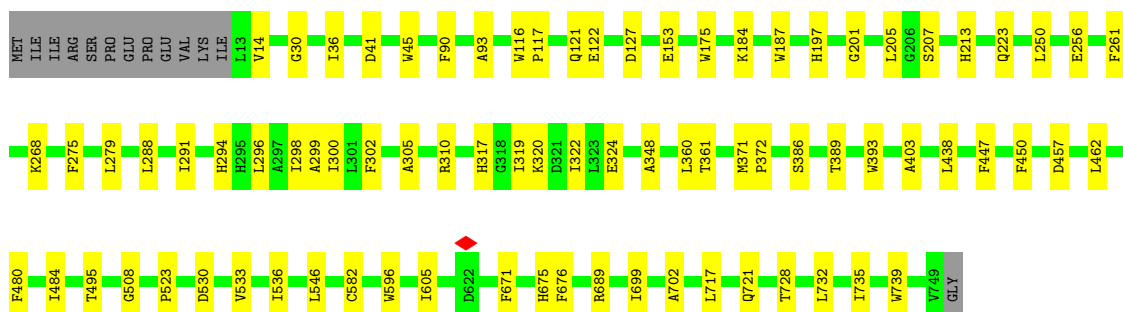 MET ILE ILE ARG SER PRO GLU PRO GLU VAL LYS ILE L13 V14 G30 I36 D41 W45 F90 A93 W116 P117 Q121 E122 D127 E153 W175 K184 W187 H197 G201 L205 G206 S207 H213 Q223 L250 E256 F261
K268 F275 L279 L288 I291 H294 H295 L296 A297 I298 A299 I300 L301 F302 A305 R310 H317 G318 I319 K320 D321 I322 L323 E324 A348 L360 T361 M371 P372 S386 T389 W393 A403 L438 F447 F450 D457 L462
F480 I484 T495 G508 P523 D530 V533 I536 L546 C582 W596 I605 D622 F671 H675 F676 R689 I699 A702 L717 Q721 T728 L732 I735 W739 V749 GLY